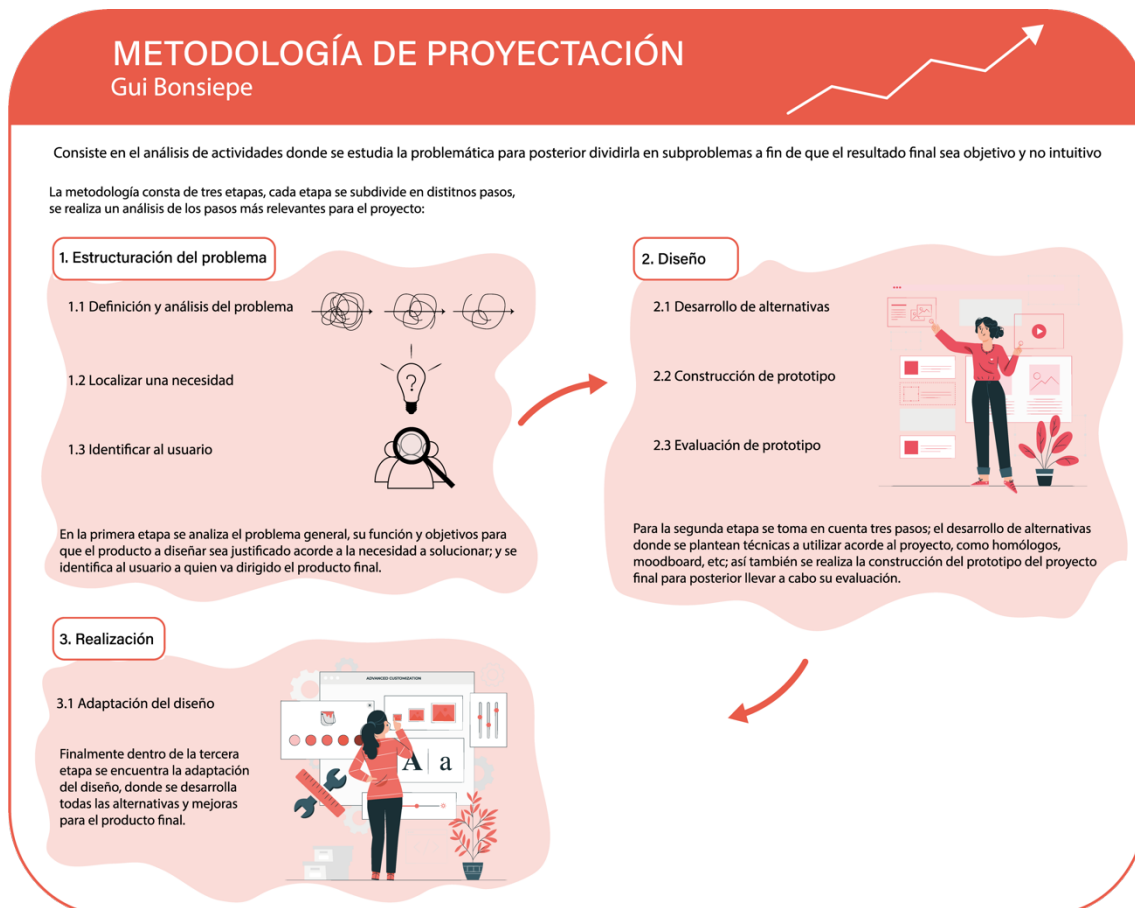 METODOLOGÍA DE PROYECTACIÓN
Gui Bonsiepe
Consiste en el análisis de actividades donde se estudia la problemática para posterior dividirla en subproblemas a fin de que el resultado final sea objetivo y no intuitivo
La metodología consta de tres etapas, cada etapa se subdivide en distitnos pasos,
se realiza un análisis de los pasos más relevantes para el proyecto:
1. Estructuración del problema
1.1 Definición y análisis del problema
1.2 Localizar una necesidad
?
1.3 Identificar al usuario
En la primera etapa se analiza el problema general, su función y objetivos para
que el producto a diseñar sea justificado acorde a la necesidad a solucionar; y se
identifica al usuario a quien va dirigido el producto final.
2. Diseño
2.1 Desarrollo de alternativas
2.2 Construcción de prototipo
2.3 Evaluación de prototipo
Para la segunda etapa se toma en cuenta tres pasos; el desarrollo de alternativas
donde se plantean técnicas a utilizar acorde al proyecto, como homólogos,
moodboard, etc; así también se realiza la construcción del prototipo del proyecto
final para posterior llevar a cabo su evaluación.
3. Realización
3.1 Adaptación del diseño
Finalmente dentro de la tercera
etapa se encuentra la adaptación
del diseño, donde se desarrolla
todas las alternativas y mejoras
para el producto final.
ADVANCED CUSTOMIZATION
A a